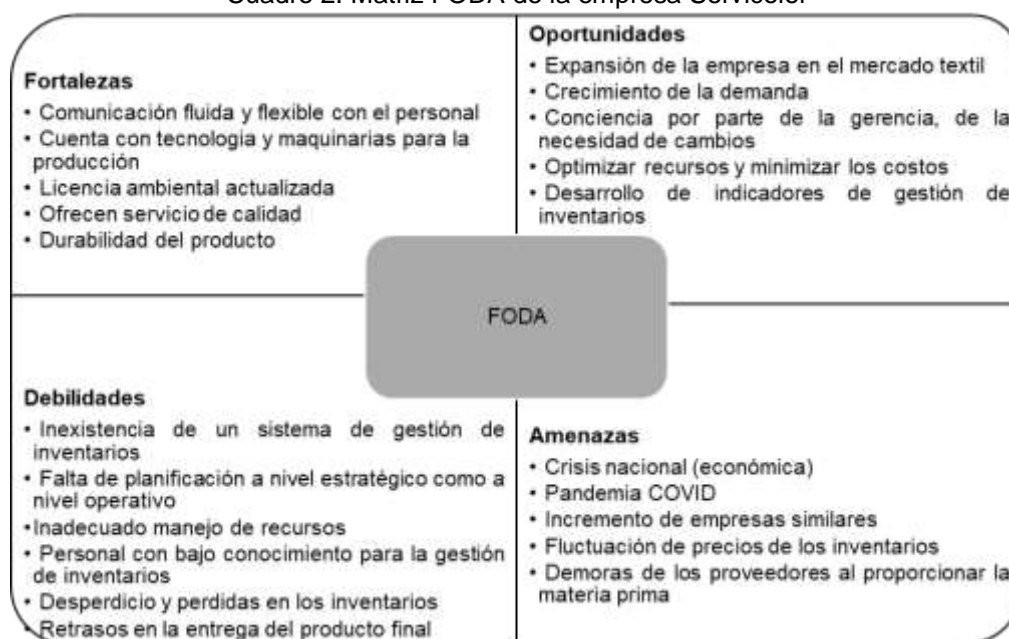 Cuadro 2. Matriz FODA de la empresa Servicolor
Fortalezas
• Comunicación fluida y flexible con el personal
• Cuenta con tecnología y maquinarias para la
producción
• Licencia ambiental actualizada
• Ofrecen servicio de calidad
• Durabilidad del producto
Oportunidades
• Expansión de la empresa en el mercado textil
• Crecimiento de la demanda
• Conciencia por parte de la gerencia, de la
necesidad de cambios
• Optimizar recursos y minimizar los costos
• Desarrollo de indicadores de gestión de
inventarios
FODA
Debilidades
• Inexistencia de un sistema de gestión de
inventarios
• Falta de planificación a nivel estratégico como a
nivel operativo
•Inadecuado manejo de recursos
• Personal con bajo conocimiento para la gestión
de inventarios
• Desperdicio y perdidas en los inventarios
• Retrasos en la entrega del producto final
Amenazas
• Crisis nacional (económica)
• Pandemia COVID
• Incremento de empresas similares
• Fluctuación de precios de los inventarios
• Demoras de los proveedores al proporcionar la
materia prima